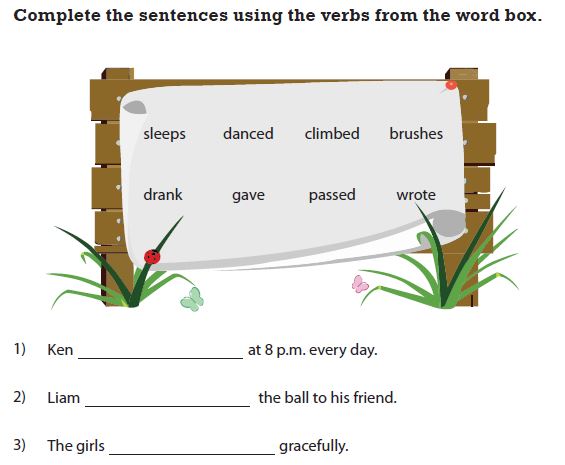 Complete the sentences using the verbs from the word box.
sleeps danced climbed brushes
drank gave passed wrote
1) Ken ____________________ at 8 p.m. every day.
2) Liam ____________________ the ball to his friend.
3) The girls ____________________ gracefully.